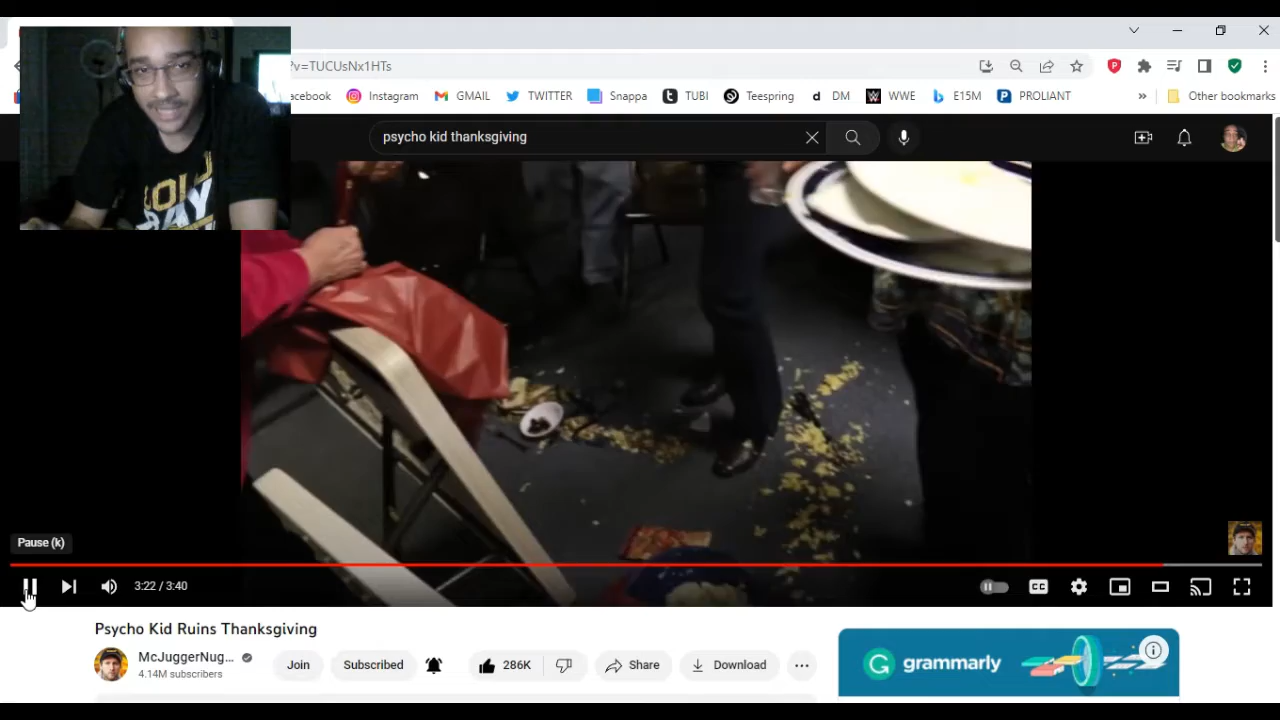 ?v=TUCUsNx1HTs
acebook Instagram GMAIL TWITTER Snappa TUBI Teespring DM WWE E15M PROLIANT » Other bookmarks
psycho kid thanksgiving
Pause (k)
3:22 / 3:40
CC
Psycho Kid Ruins Thanksgiving
McJuggerNug...
4.14M subscribers
Join
Subscribed
286K
Share
Download
...
grammarly